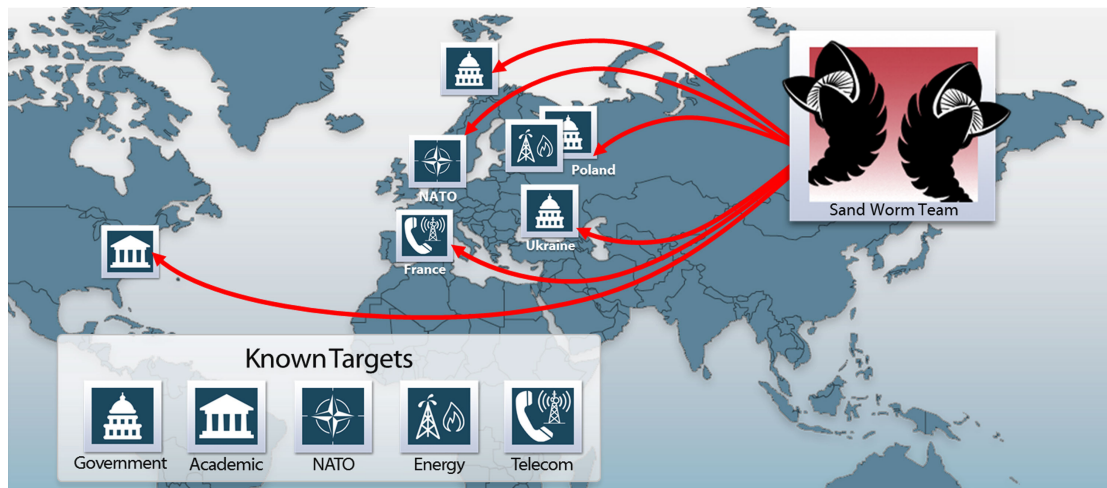 Sand Worm Team
Poland
NATO
Ukraine
France
Known Targets
Government
Academic
NATO
Energy
Telecom